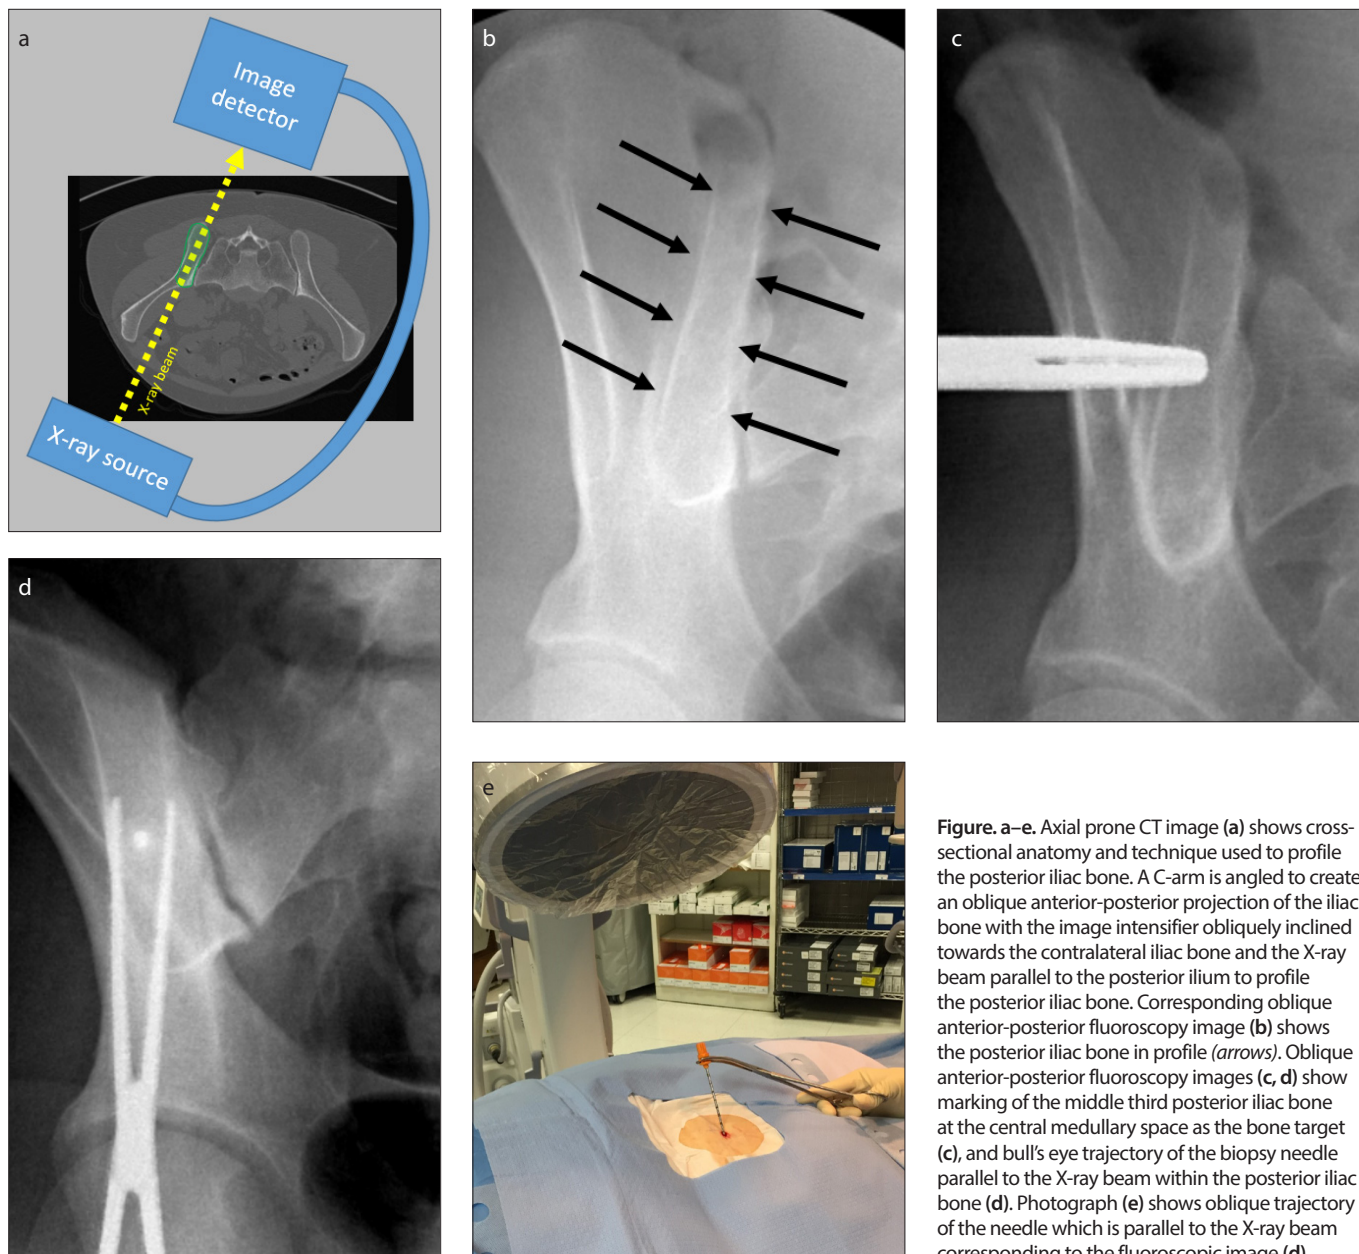 a
Image
detector
X-ray beam
X-ray source
b
c
d
e
Figure. a–e. Axial prone CT image (a) shows cross-
sectional anatomy and technique used to profile
the posterior iliac bone. A C-arm is angled to create
an oblique anterior-posterior projection of the iliac
bone with the image intensifier obliquely inclined
towards the contralateral iliac bone and the X-ray
beam parallel to the posterior ilium to profile
the posterior iliac bone. Corresponding oblique
anterior-posterior fluoroscopy image (b) shows
the posterior iliac bone in profile (arrows). Oblique
anterior-posterior fluoroscopy images (c, d) show
marking of the middle third posterior iliac bone
at the central medullary space as the bone target
(c), and bull's eye trajectory of the biopsy needle
parallel to the X-ray beam within the posterior iliac
bone (d). Photograph (e) shows oblique trajectory
of the needle which is parallel to the X-ray beam
corresponding to the fluoroscopic image (d).